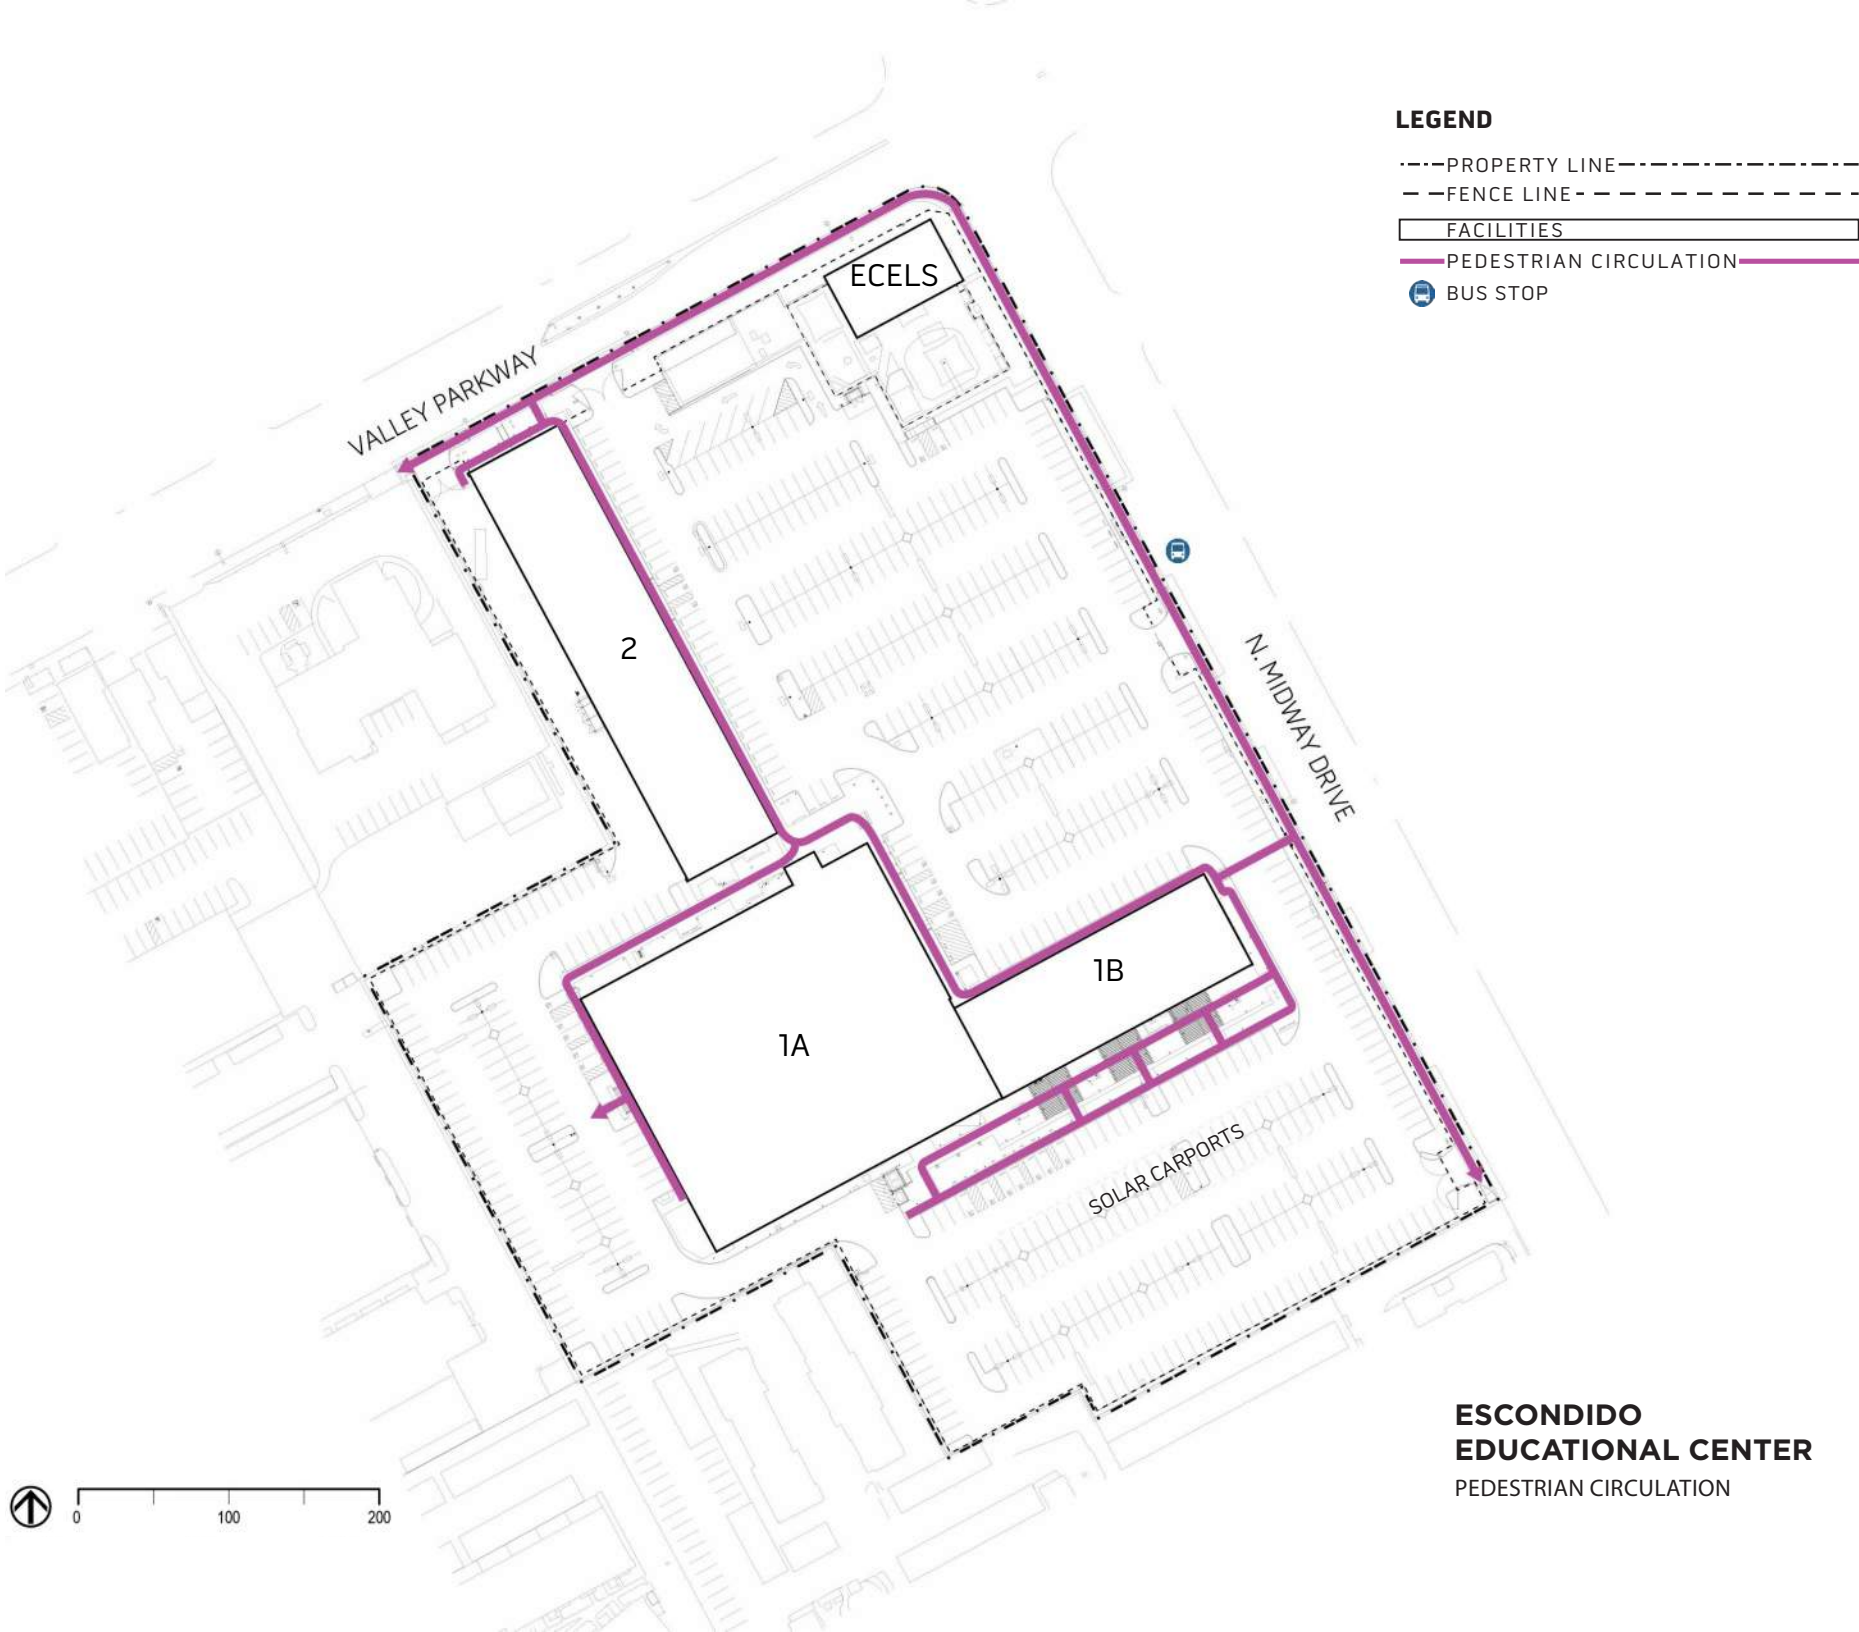 LEGEND
PROPERTY LINE
FENCE LINE
FACILITIES
PEDESTRIAN CIRCULATION
BUS STOP
ECELS
VALLEY PARKWAY
2
N. MIDWAY DRIVE
1B
1A
SOLAR CARPORTS
ESCONDIDO
EDUCATIONAL CENTER
PEDESTRIAN CIRCULATION
0 100 200